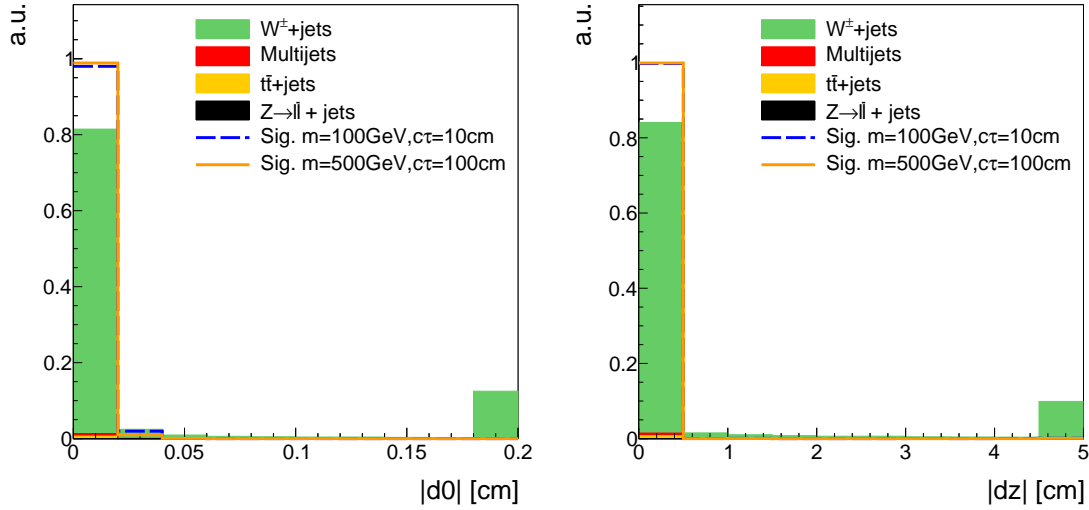 a.u.
W±+jets
Multijets
tt̄+jets
Z→ll̄ + jets
Sig. m=100GeV,cτ=10cm
Sig. m=500GeV,cτ=100cm
1
0.8
0.6
0.4
0.2
0
0 0.05 0.1 0.15 0.2
|d0| [cm]
a.u.
W±+jets
Multijets
tt̄+jets
Z→ll̄ + jets
Sig. m=100GeV,cτ=10cm
Sig. m=500GeV,cτ=100cm
1
0.8
0.6
0.4
0.2
0
0 1 2 3 4 5
|dz| [cm]